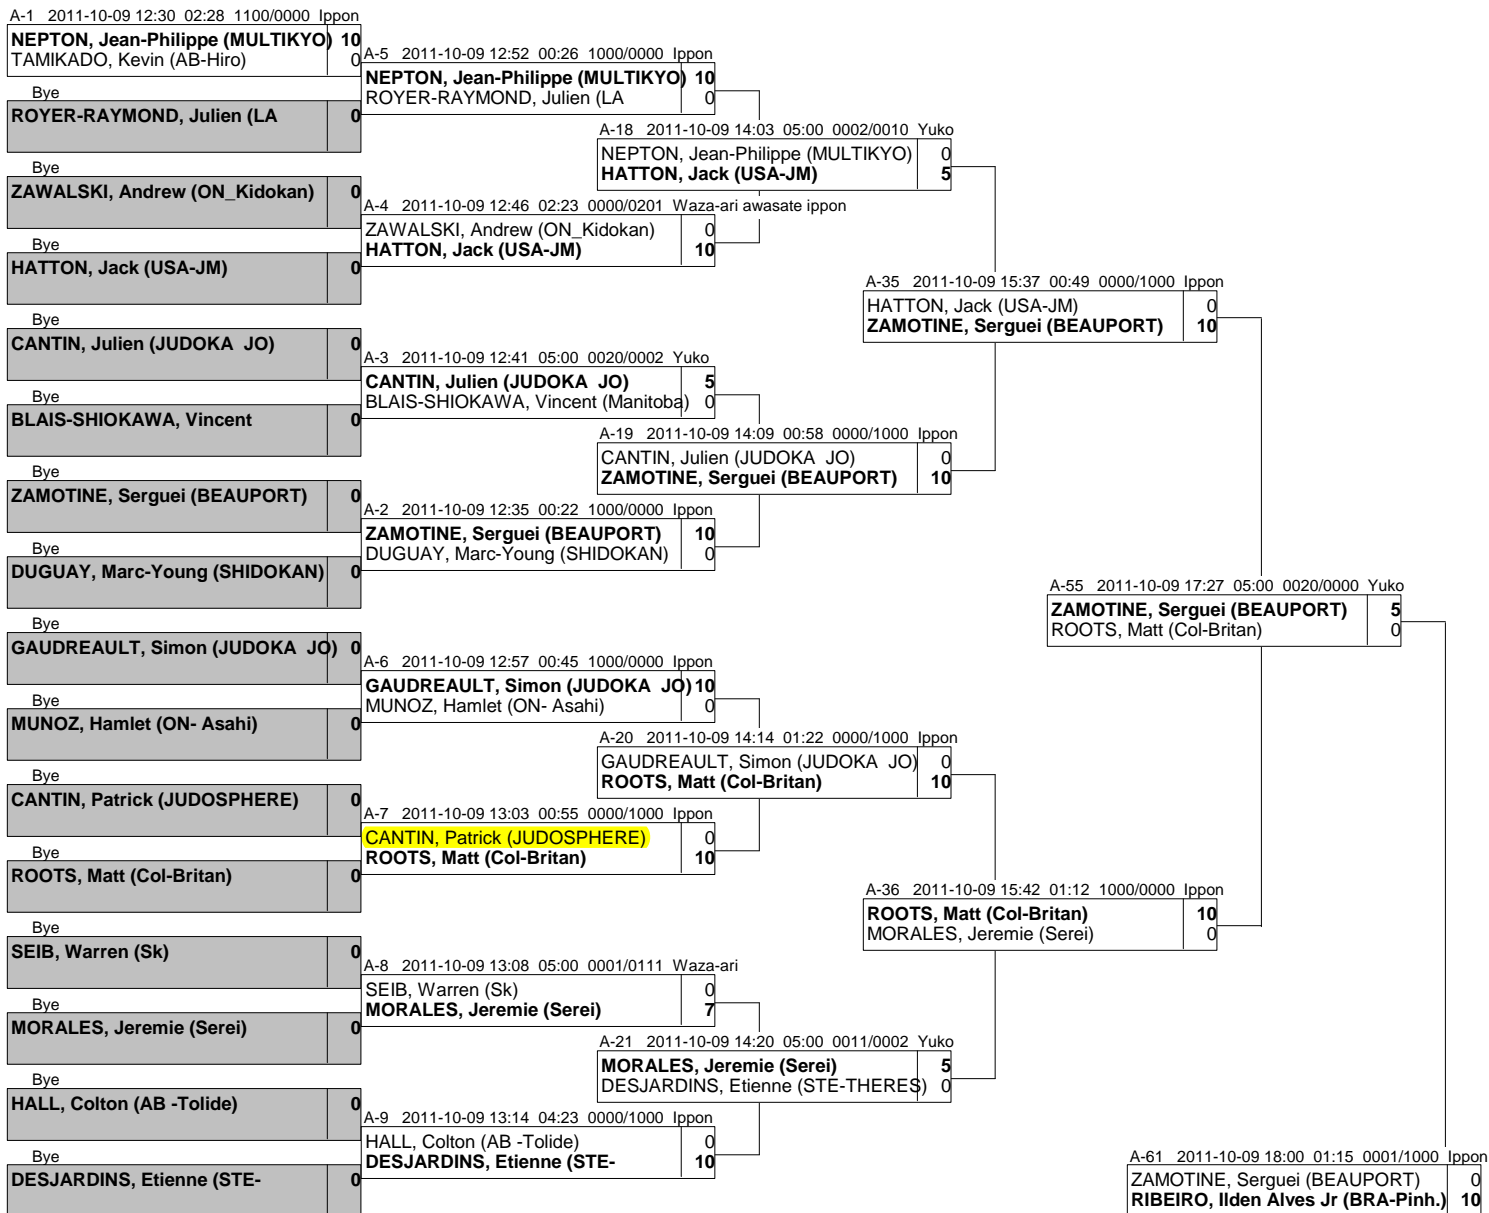 A-1 2011-10-09 12:30 02:28 1100/0000 Ippon
NEPTON, Jean-Philippe (MULTIKYO) 10
TAMIKADO, Kevin (AB-Hiro) 0
Bye
ROYER-RAYMOND, Julien (LA 0
Bye
ZAWALSKI, Andrew (ON_Kidokan) 0
Bye
HATTON, Jack (USA-JM) 0
Bye
CANTIN, Julien (JUDOKA JO) 0
Bye
BLAIS-SHIOKAWA, Vincent 0
Bye
ZAMOTINE, Serguei (BEAUPORT) 0
Bye
DUGUAY, Marc-Young (SHIDOKAN) 0
Bye
GAUDREAULT, Simon (JUDOKA JO) 0
Bye
MUNOZ, Hamlet (ON- Asahi) 0
Bye
CANTIN, Patrick (JUDOSPHERE) 0
Bye
ROOTS, Matt (Col-Britan) 0
Bye
SEIB, Warren (Sk) 0
Bye
MORALES, Jeremie (Serei) 0
Bye
HALL, Colton (AB -Tolide) 0
Bye
DESJARDINS, Etienne (STE- 0
A-5 2011-10-09 12:52 00:26 1000/0000 Ippon
NEPTON, Jean-Philippe (MULTIKYO) 10
ROYER-RAYMOND, Julien (LA 0
A-4 2011-10-09 12:46 02:23 0000/0201 Waza-ari awasate ippon
ZAWALSKI, Andrew (ON_Kidokan) 0
HATTON, Jack (USA-JM) 10
A-3 2011-10-09 12:41 05:00 0020/0002 Yuko
CANTIN, Julien (JUDOKA JO) 5
BLAIS-SHIOKAWA, Vincent (Manitoba) 0
A-2 2011-10-09 12:35 00:22 1000/0000 Ippon
ZAMOTINE, Serguei (BEAUPORT) 10
DUGUAY, Marc-Young (SHIDOKAN) 0
A-6 2011-10-09 12:57 00:45 1000/0000 Ippon
GAUDREAULT, Simon (JUDOKA JO) 10
MUNOZ, Hamlet (ON- Asahi) 0
A-7 2011-10-09 13:03 00:55 0000/1000 Ippon
CANTIN, Patrick (JUDOSPHERE) 0
ROOTS, Matt (Col-Britan) 10
A-8 2011-10-09 13:08 05:00 0001/0111 Waza-ari
SEIB, Warren (Sk) 0
MORALES, Jeremie (Serei) 7
A-9 2011-10-09 13:14 04:23 0000/1000 Ippon
HALL, Colton (AB -Tolide) 0
DESJARDINS, Etienne (STE- 10
A-18 2011-10-09 14:03 05:00 0002/0010 Yuko
NEPTON, Jean-Philippe (MULTIKYO) 0
HATTON, Jack (USA-JM) 5
A-19 2011-10-09 14:09 00:58 0000/1000 Ippon
CANTIN, Julien (JUDOKA JO) 0
ZAMOTINE, Serguei (BEAUPORT) 10
A-20 2011-10-09 14:14 01:22 0000/1000 Ippon
GAUDREAULT, Simon (JUDOKA JO) 0
ROOTS, Matt (Col-Britan) 10
A-21 2011-10-09 14:20 05:00 0011/0002 Yuko
MORALES, Jeremie (Serei) 5
DESJARDINS, Etienne (STE-THERES) 0
A-35 2011-10-09 15:37 00:49 0000/1000 Ippon
HATTON, Jack (USA-JM) 0
ZAMOTINE, Serguei (BEAUPORT) 10
A-36 2011-10-09 15:42 01:12 1000/0000 Ippon
ROOTS, Matt (Col-Britan) 10
MORALES, Jeremie (Serei) 0
A-55 2011-10-09 17:27 05:00 0020/0000 Yuko
ZAMOTINE, Serguei (BEAUPORT) 5
ROOTS, Matt (Col-Britan) 0
A-61 2011-10-09 18:00 01:15 0001/1000 Ippon
ZAMOTINE, Serguei (BEAUPORT) 0
RIBEIRO, Ilden Alves Jr (BRA-Pinh.) 10